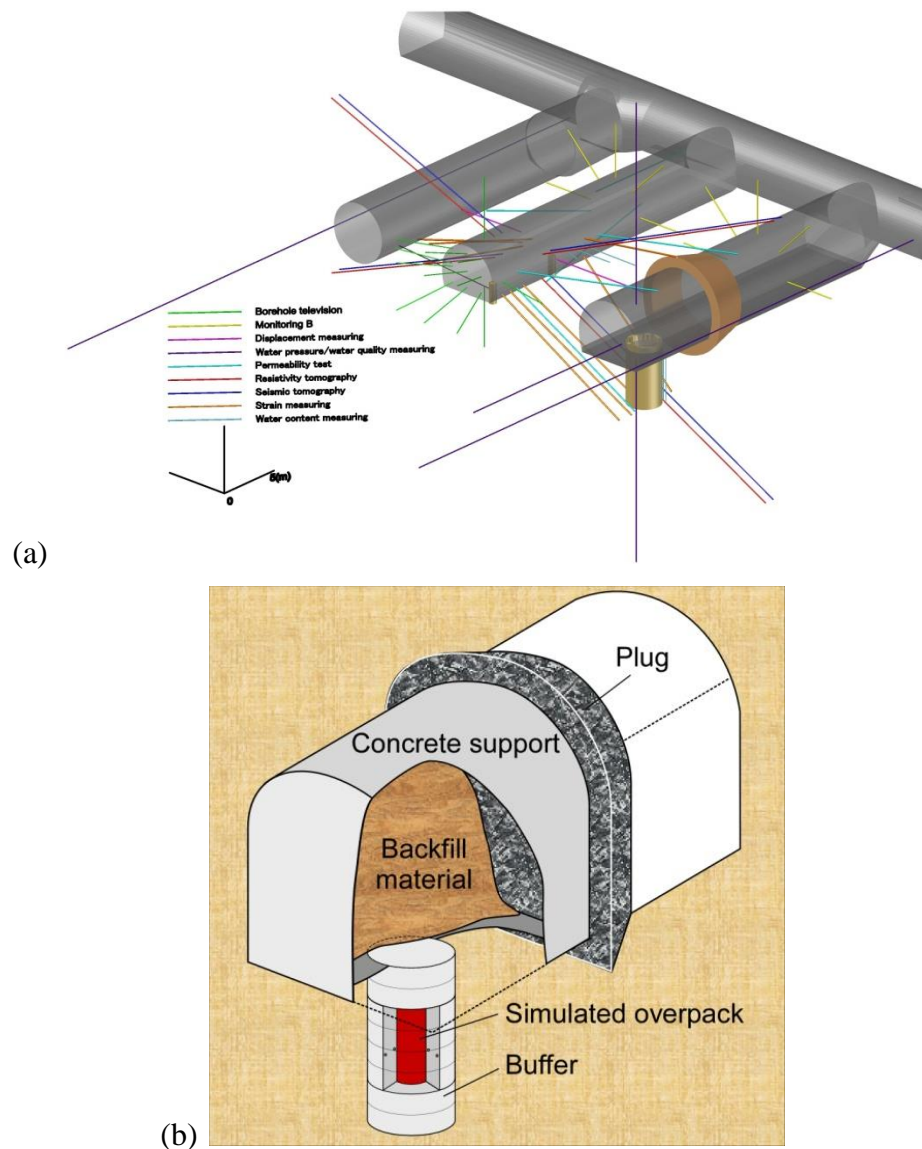 Borehole television
Monitoring B
Displacement measuring
Water pressure/water quality measuring
Permeability test
Resistivity tomography
Seismic tomography
Strain measuring
Water content measuring
5(m)
0
(a)
Plug
Concrete support
Backfill
material
Simulated overpack
Buffer
(b)